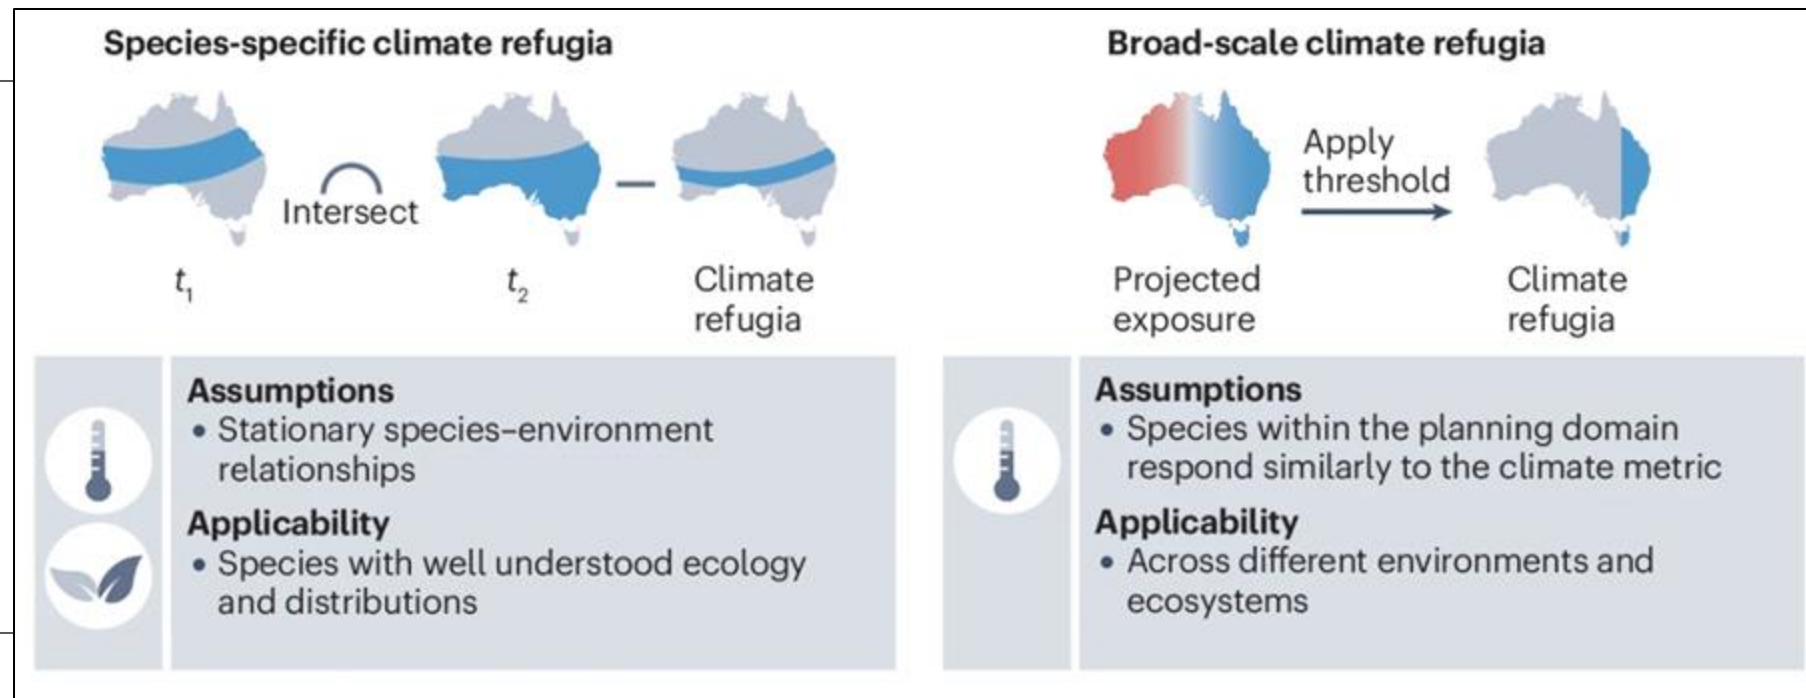 Species-specific climate refugia
Intersect
t1
t2
Climate
refugia
Assumptions
• Stationary species–environment
relationships
Applicability
• Species with well understood ecology
and distributions
Broad-scale climate refugia
Apply
threshold
Projected
exposure
Climate
refugia
Assumptions
• Species within the planning domain
respond similarly to the climate metric
Applicability
• Across different environments and
ecosystems